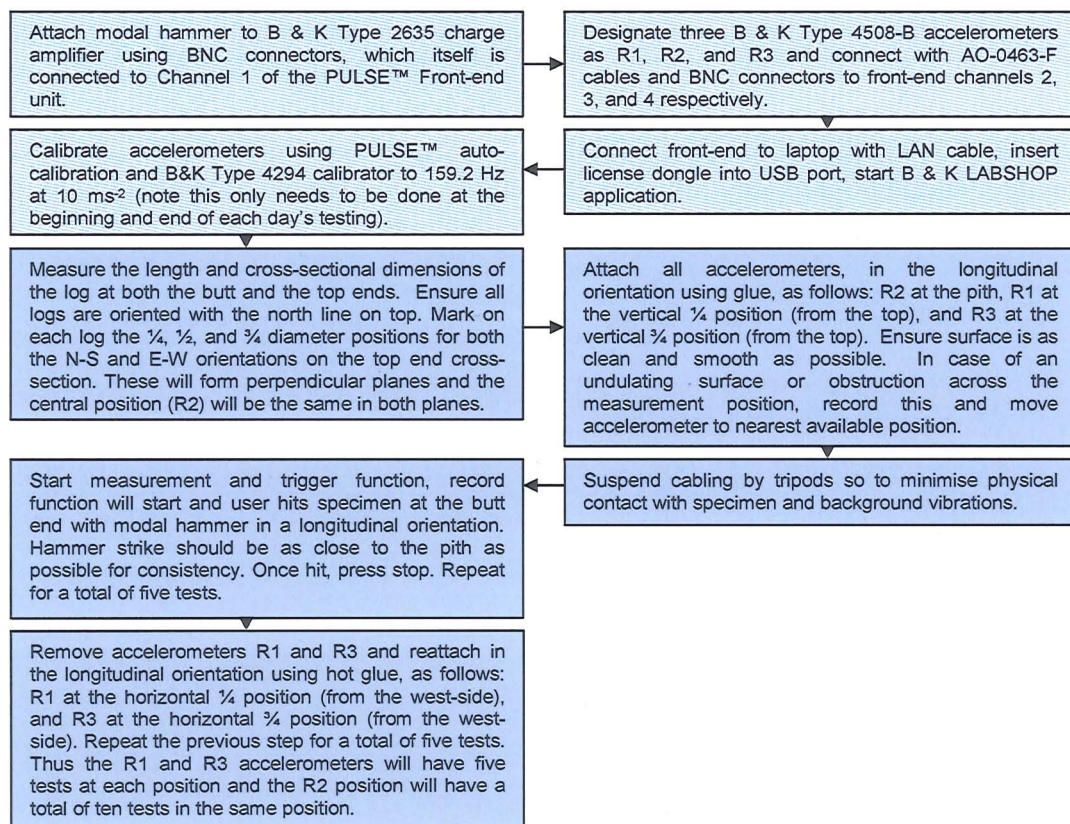 Attach modal hammer to B & K Type 2635 charge
amplifier using BNC connectors, which itself is
connected to Channel 1 of the PULSE™ Front-end
unit.
Designate three B & K Type 4508-B accelerometers
as R1, R2, and R3 and connect with AO-0463-F
cables and BNC connectors to front-end channels 2,
3, and 4 respectively.
Connect front-end to laptop with LAN cable, insert
license dongle into USB port, start B & K LABSHOP
application.
Calibrate accelerometers using PULSE™ auto-
calibration and B&K Type 4294 calibrator to 159.2 Hz
at 10 ms⁻² (note this only needs to be done at the
beginning and end of each day's testing).
Measure the length and cross-sectional dimensions of
the log at both the butt and the top ends. Ensure all
logs are oriented with the north line on top. Mark on
each log the ¼, ½, and ¾ diameter positions for both
the N-S and E-W orientations on the top end cross-
section. These will form perpendicular planes and the
central position (R2) will be the same in both planes.
Attach all accelerometers, in the longitudinal
orientation using glue, as follows: R2 at the pith, R1 at
the vertical ¼ position (from the top), and R3 at the
vertical ¾ position (from the top). Ensure surface is as
clean and smooth as possible. In case of an
undulating surface or obstruction across the
measurement position, record this and move
accelerometer to nearest available position.
Suspend cabling by tripods so to minimise physical
contact with specimen and background vibrations.
Start measurement and trigger function, record
function will start and user hits specimen at the butt
end with modal hammer in a longitudinal orientation.
Hammer strike should be as close to the pith as
possible for consistency. Once hit, press stop. Repeat
for a total of five tests.
Remove accelerometers R1 and R3 and reattach in
the longitudinal orientation using hot glue, as follows:
R1 at the horizontal ¼ position (from the west-side),
and R3 at the horizontal ¾ position (from the west-
side). Repeat the previous step for a total of five tests.
Thus the R1 and R3 accelerometers will have five
tests at each position and the R2 position will have a
total of ten tests in the same position.